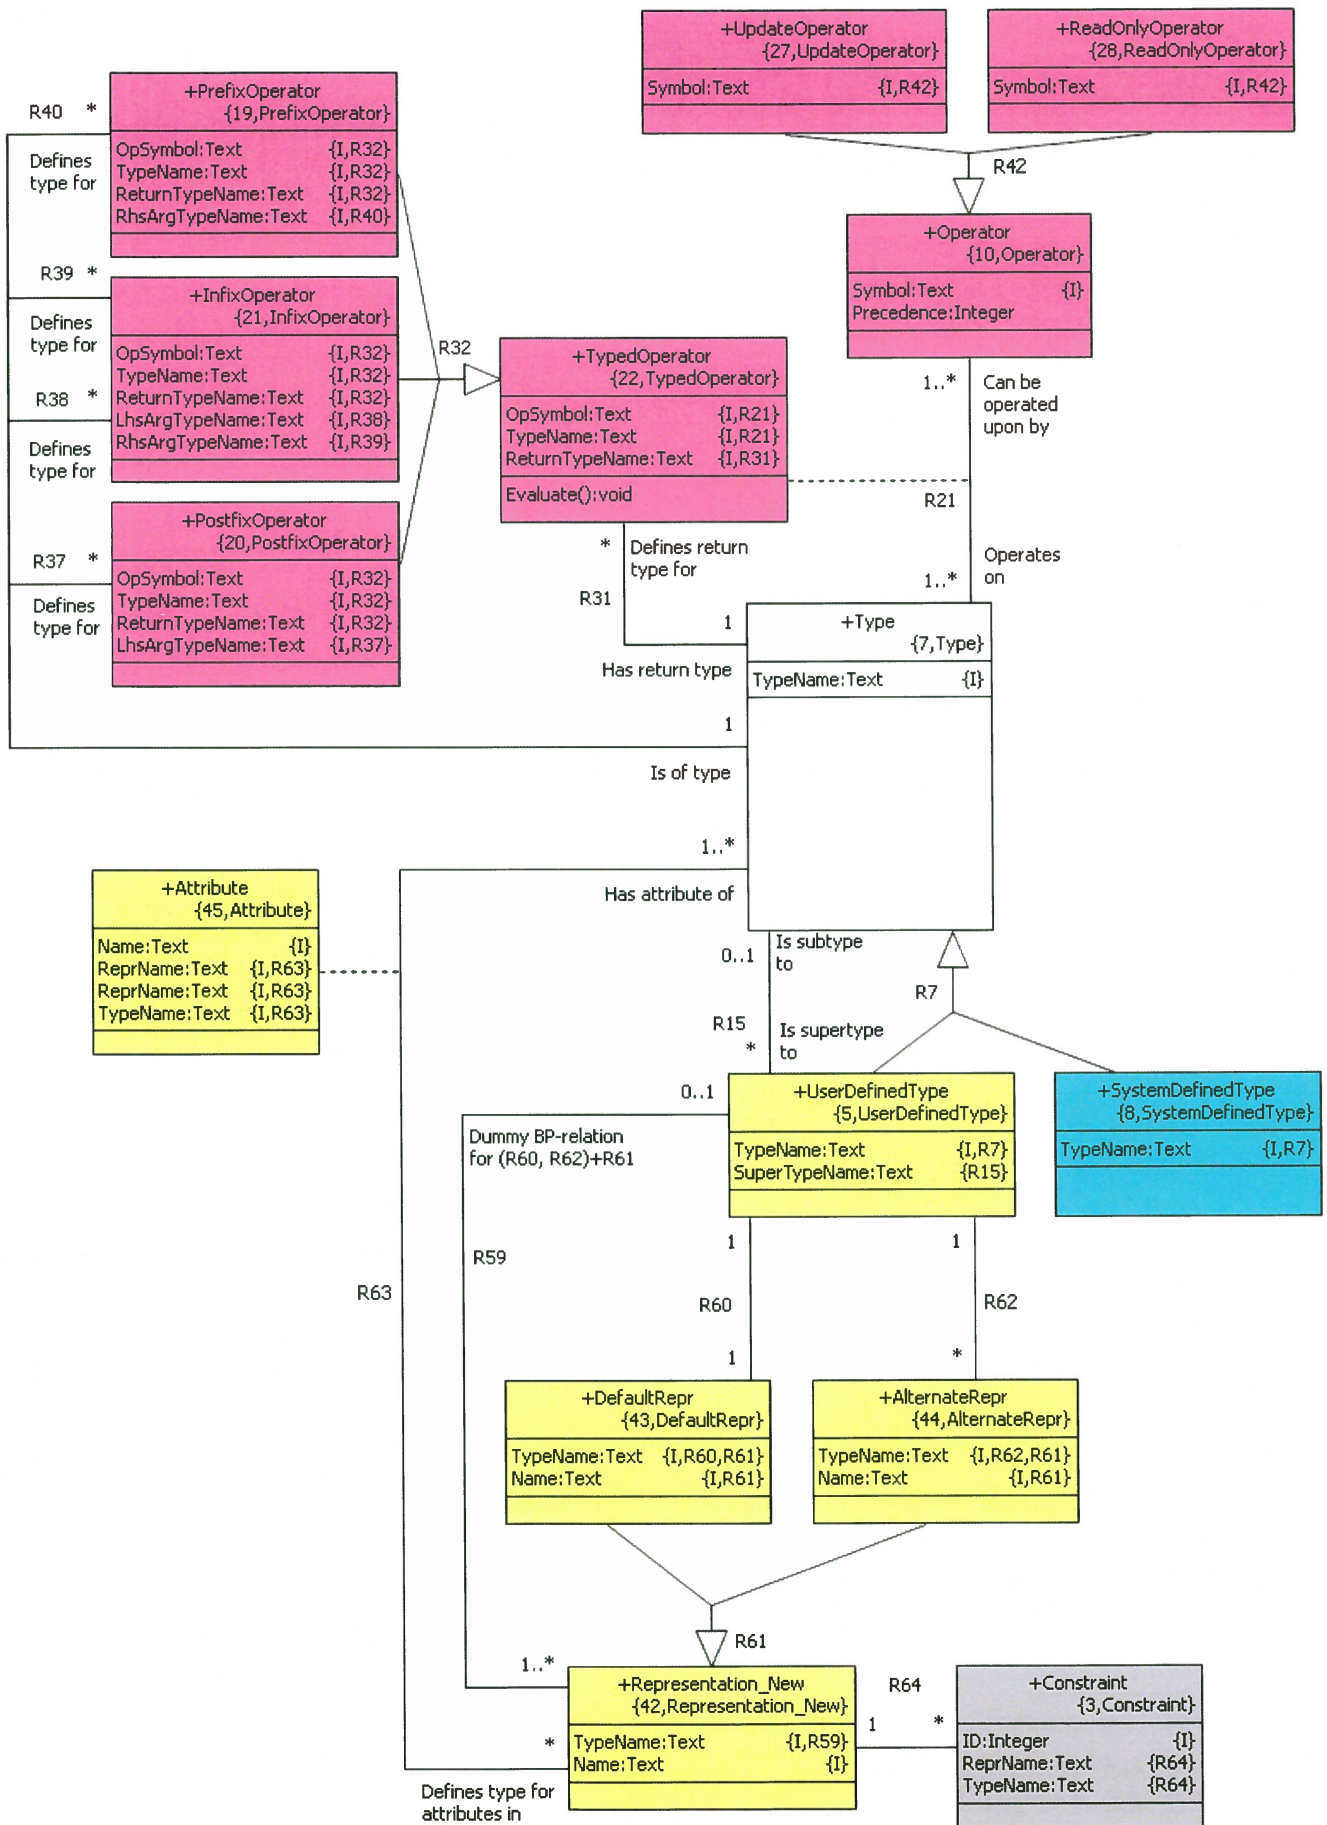 +UpdateOperator
{27,UpdateOperator}
Symbol:Text {I,R42}
+ReadOnlyOperator
{28,ReadOnlyOperator}
Symbol:Text {I,R42}
R42
+Operator
{10,Operator}
Symbol:Text {I}
Precedence:Integer
+PrefixOperator
{19,PrefixOperator}
OpSymbol:Text {I,R32}
TypeName:Text {I,R32}
ReturnTypeName:Text {I,R32}
RhsArgTypeName:Text {I,R40}
R40 *
Defines
type for
+InfixOperator
{21,InfixOperator}
OpSymbol:Text {I,R32}
TypeName:Text {I,R32}
ReturnTypeName:Text {I,R32}
LhsArgTypeName:Text {I,R38}
RhsArgTypeName:Text {I,R39}
R39 *
Defines
type for
R38 *
Defines
type for
+PostfixOperator
{20,PostfixOperator}
OpSymbol:Text {I,R32}
TypeName:Text {I,R32}
ReturnTypeName:Text {I,R32}
LhsArgTypeName:Text {I,R37}
R37 *
Defines
type for
R32
+TypedOperator
{22,TypedOperator}
OpSymbol:Text {I,R21}
TypeName:Text {I,R21}
ReturnTypeName:Text {I,R31}
Evaluate():void
1..*
Can be
operated
upon by
R21
Operates
on
1..*
*
Defines return
type for
R31
1
Has return type
+Type
{7,Type}
TypeName:Text {I}
1
Is of type
1..*
Has attribute of
+Attribute
{45,Attribute}
Name:Text {I}
ReprName:Text {I,R63}
ReprName:Text {I,R63}
TypeName:Text {I,R63}
0..1
Is subtype
to
R15
Is supertype
to
*
R7
0..1
+UserDefinedType
{5,UserDefinedType}
TypeName:Text {I,R7}
SuperTypeName:Text {R15}
+SystemDefinedType
{8,SystemDefinedType}
TypeName:Text {I,R7}
Dummy BP-relation
for (R60, R62)+R61
R59
R63
1
R60
1
1
R62
*
+DefaultRepr
{43,DefaultRepr}
TypeName:Text {I,R60,R61}
Name:Text {I,R61}
+AlternateRepr
{44,AlternateRepr}
TypeName:Text {I,R62,R61}
Name:Text {I,R61}
R61
1..*
+Representation_New
{42,Representation_New}
TypeName:Text {I,R59}
Name:Text {I}
*
Defines type for
attributes in
R64
1 *
+Constraint
{3,Constraint}
ID:Integer {I}
ReprName:Text {R64}
TypeName:Text {R64}